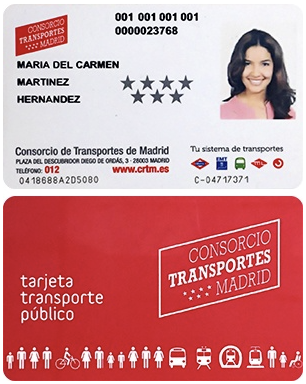 CONSORCIO
TRANSPORTES
MADRID
001 001 001 001
0000023768
MARIA DEL CARMEN
MARTINEZ
HERNANDEZ
Consorcio de Transportes de Madrid
PLAZA DEL DESCUBRIDOR DIEGO DE ORDÁS, 3 - 28003 MADRID
TELÉFONO: 012
www.crtm.es
0418688A2D5080
Tu sistema de transportes
EMT
C-04717371
tarjeta
transporte
público
CONSORCIO
TRANSPORTES
MADRID